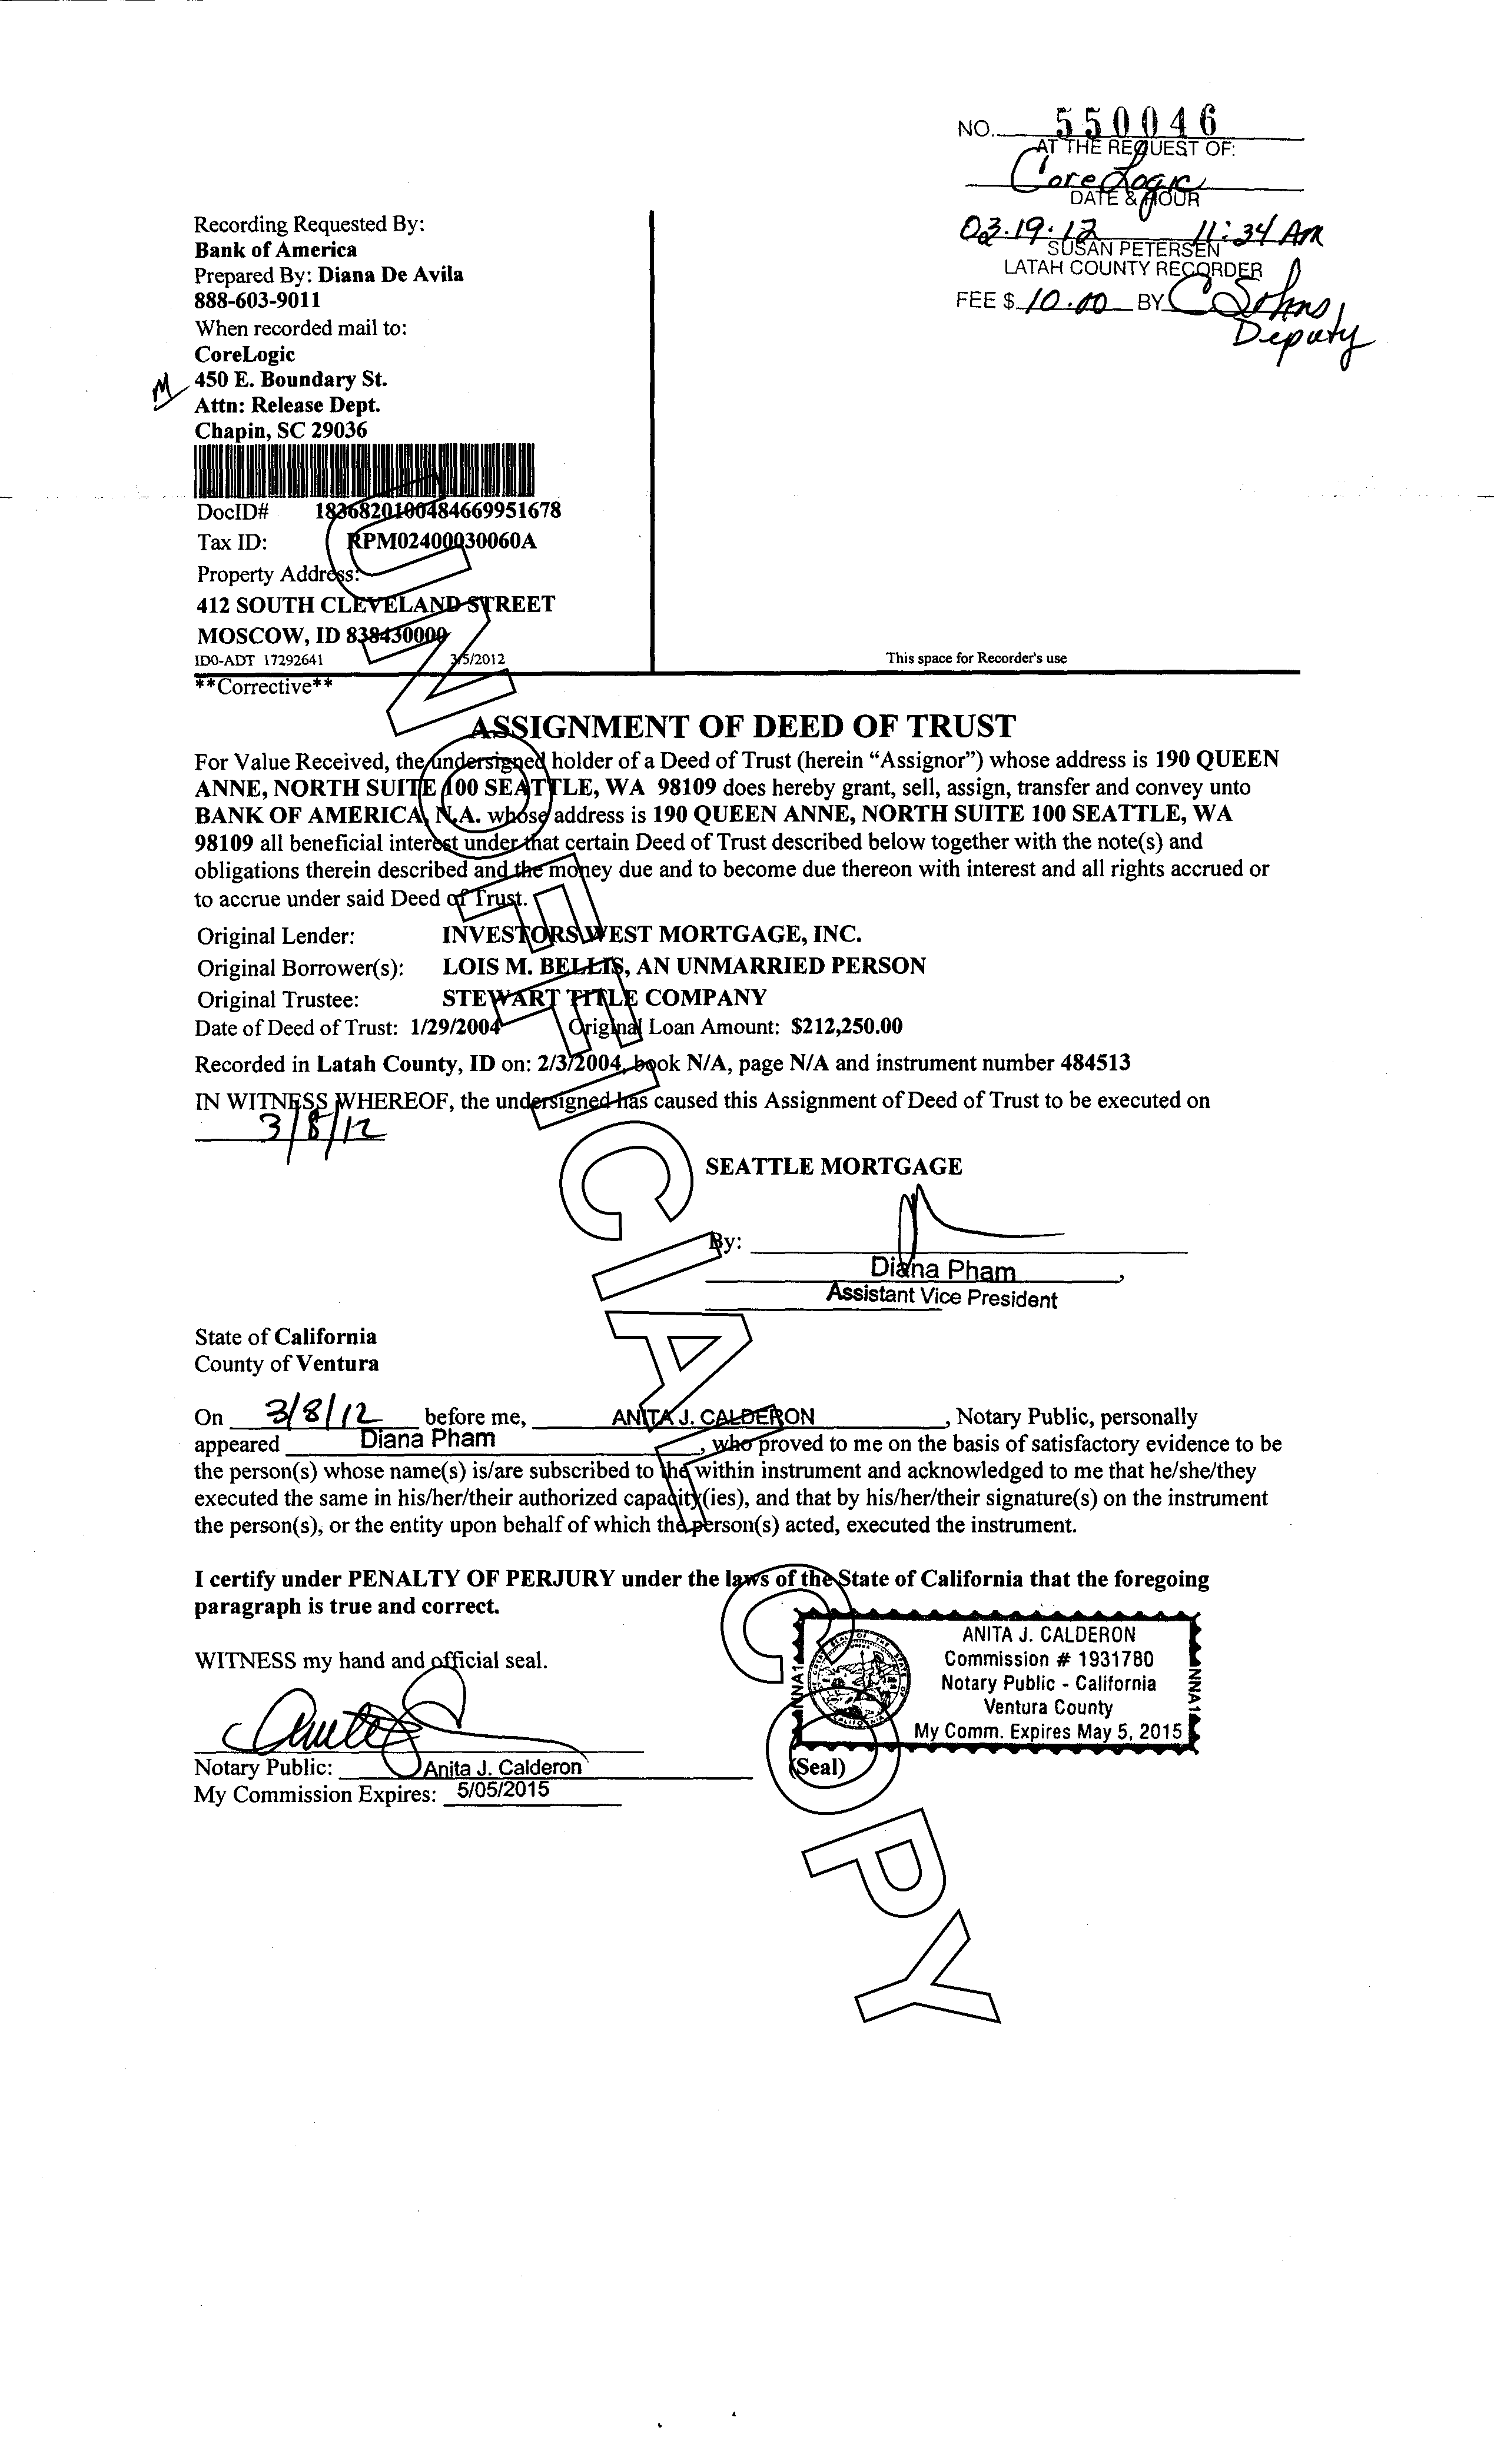 NO. 550046
AT THE REQUEST OF:
CoreLogic
DATE & HOUR
03.19.12 11:34 AM
SUSAN PETERSEN
LATAH COUNTY RECORDER
FEE $ 10.00 BY C Sohns,
Deputy
Recording Requested By:
Bank of America
Prepared By: Diana De Avila
888-603-9011
When recorded mail to:
CoreLogic
M 450 E. Boundary St.
Attn: Release Dept.
Chapin, SC 29036
DocID# 1836820100484669951678
Tax ID: RPM02400030060A
Property Address:
412 SOUTH CLEVELAND STREET
MOSCOW, ID 838430000
ID0-ADT 17292641 3/5/2012
This space for Recorder's use
**Corrective**
ASSIGNMENT OF DEED OF TRUST
For Value Received, the undersigned holder of a Deed of Trust (herein “Assignor”) whose address is 190 QUEEN
ANNE, NORTH SUITE 100 SEATTLE, WA 98109 does hereby grant, sell, assign, transfer and convey unto
BANK OF AMERICA, N.A. whose address is 190 QUEEN ANNE, NORTH SUITE 100 SEATTLE, WA
98109 all beneficial interest under that certain Deed of Trust described below together with the note(s) and
obligations therein described and the money due and to become due thereon with interest and all rights accrued or
to accrue under said Deed of Trust.
Original Lender: INVESTORS WEST MORTGAGE, INC.
Original Borrower(s): LOIS M. BELLIS, AN UNMARRIED PERSON
Original Trustee: STEWART TITLE COMPANY
Date of Deed of Trust: 1/29/2004 Original Loan Amount: $212,250.00
Recorded in Latah County, ID on: 2/3/2004, book N/A, page N/A and instrument number 484513
IN WITNESS WHEREOF, the undersigned has caused this Assignment of Deed of Trust to be executed on
3/8/12
SEATTLE MORTGAGE
By:
Diana Pham,
Assistant Vice President
State of California
County of Ventura
On 3/8/12 before me, ANITA J. CALDERON, Notary Public, personally
appeared Diana Pham, who proved to me on the basis of satisfactory evidence to be
the person(s) whose name(s) is/are subscribed to the within instrument and acknowledged to me that he/she/they
executed the same in his/her/their authorized capacity(ies), and that by his/her/their signature(s) on the instrument
the person(s), or the entity upon behalf of which the person(s) acted, executed the instrument.
I certify under PENALTY OF PERJURY under the laws of the State of California that the foregoing
paragraph is true and correct.
WITNESS my hand and official seal.
Notary Public: Anita J. Calderon
My Commission Expires: 5/05/2015
ANITA J. CALDERON
Commission # 1931780
Notary Public - California
Ventura County
My Comm. Expires May 5, 2015
NNA1
NNA1
(Seal)
UNOFFICIAL COPY